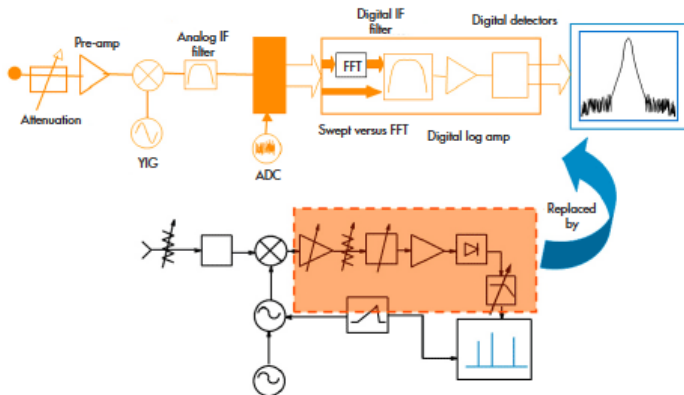 Analog IF
filter
Digital IF
filter
Digital detectors
Pre-amp
FFT
Attenuation
YIG
ADC
Swept versus FFT
Digital log amp
Replaced
by